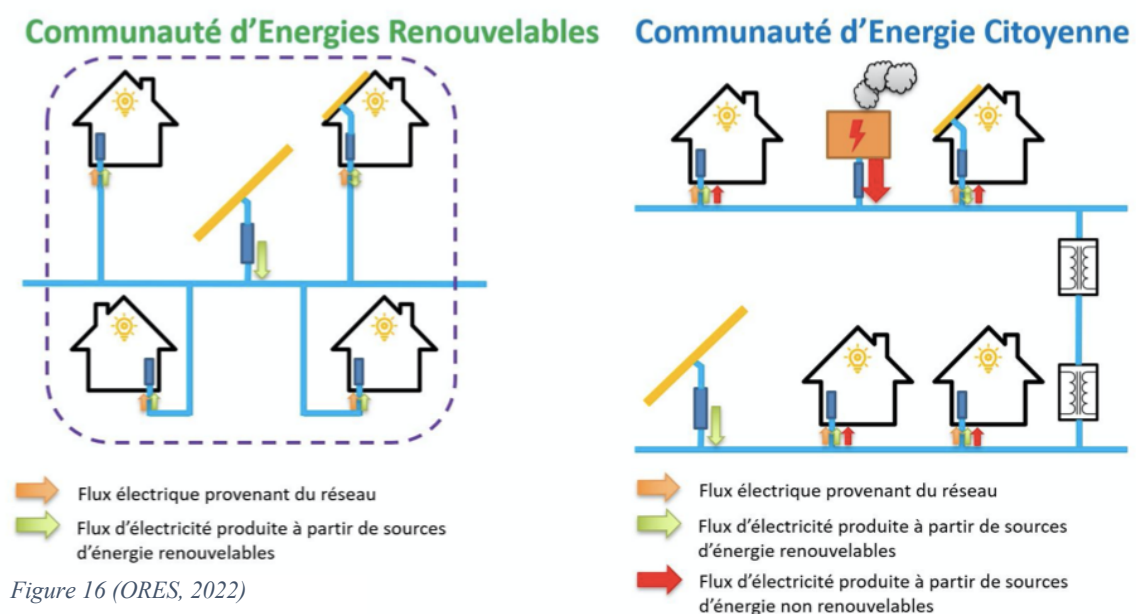 Communauté d'Energies Renouvelables
Flux électrique provenant du réseau
Flux d'électricité produite à partir de sources
d'énergie renouvelables
Figure 16 (ORES, 2022)
Communauté d'Energie Citoyenne
Flux électrique provenant du réseau
Flux d'électricité produite à partir de sources
d'énergie renouvelables
Flux d'électricité produite à partir de sources
d'énergie non renouvelables